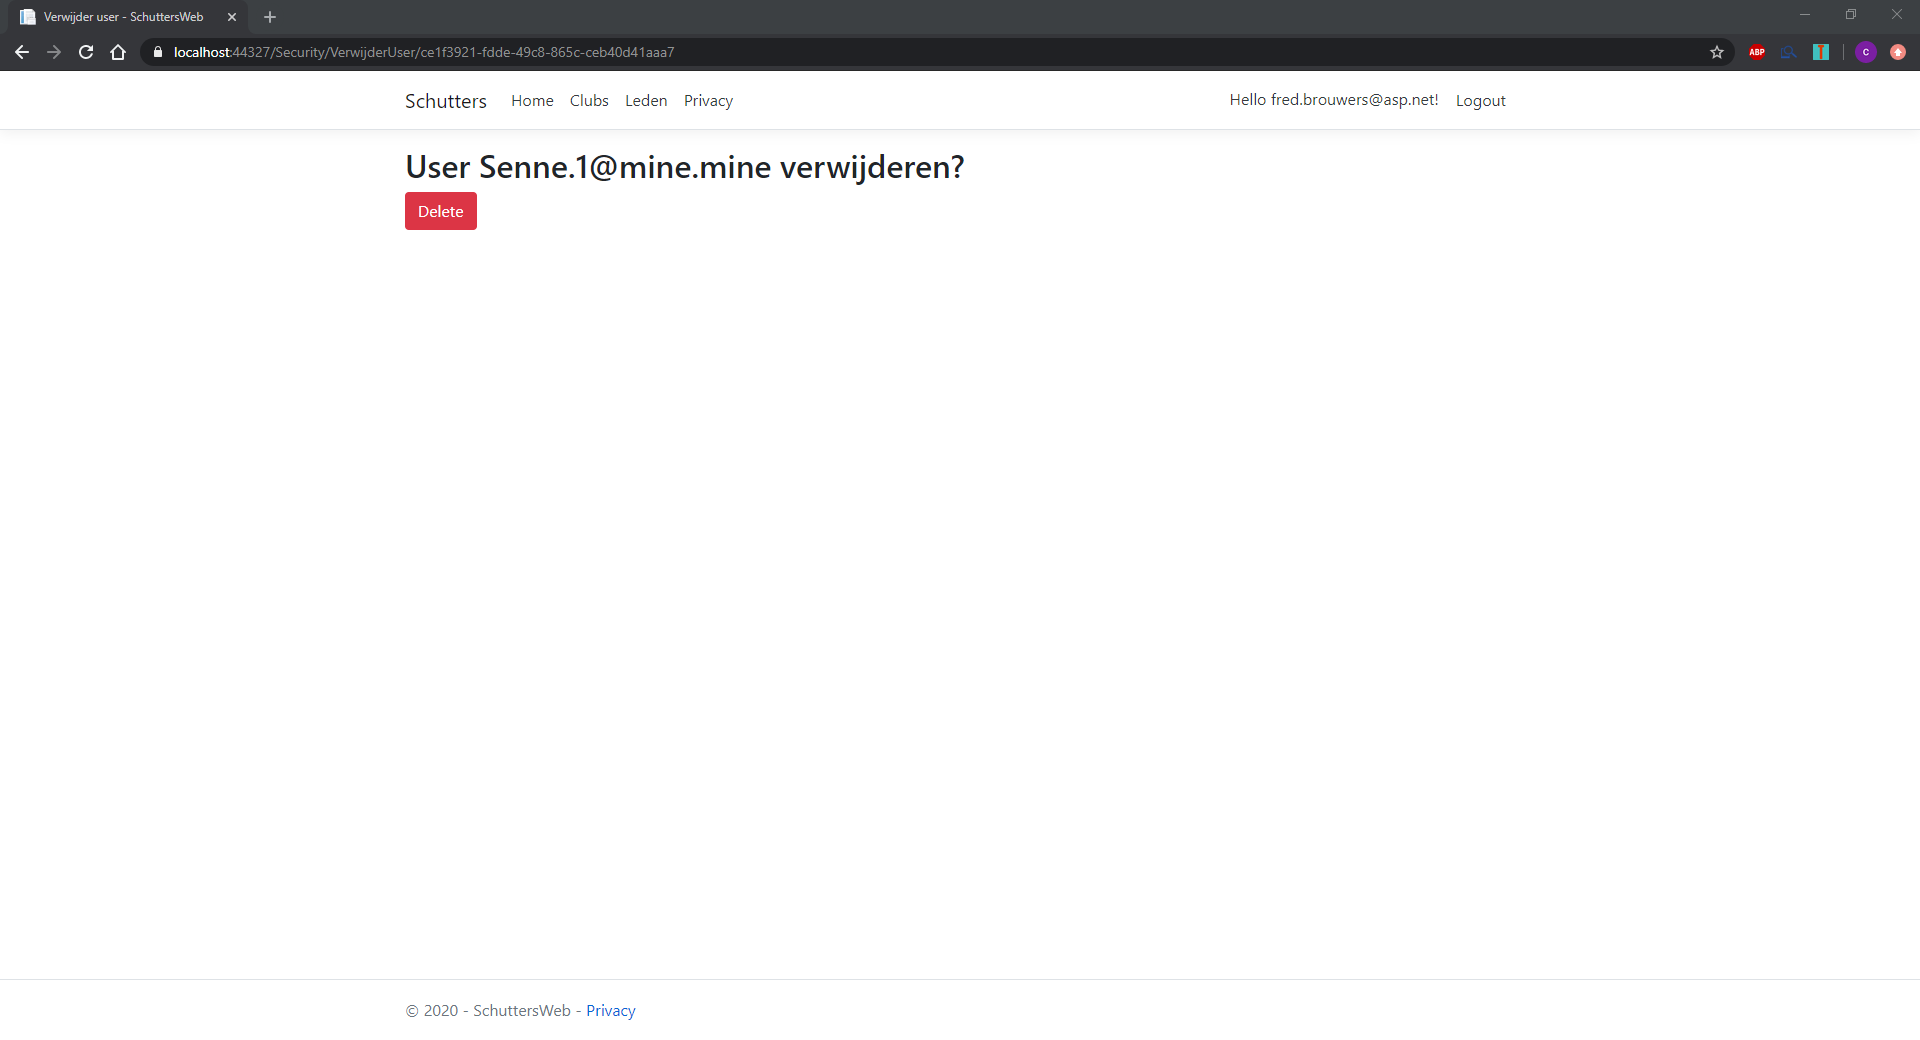 Verwijder user - SchuttersWeb
localhost:44327/Security/VerwijderUser/ce1f3921-fdde-49c8-865c-ceb40d41aaa7
ABP
C
Schutters Home Clubs Leden Privacy Hello fred.brouwers@asp.net! Logout
User Senne.1@mine.mine verwijderen?
Delete
© 2020 - SchuttersWeb - Privacy